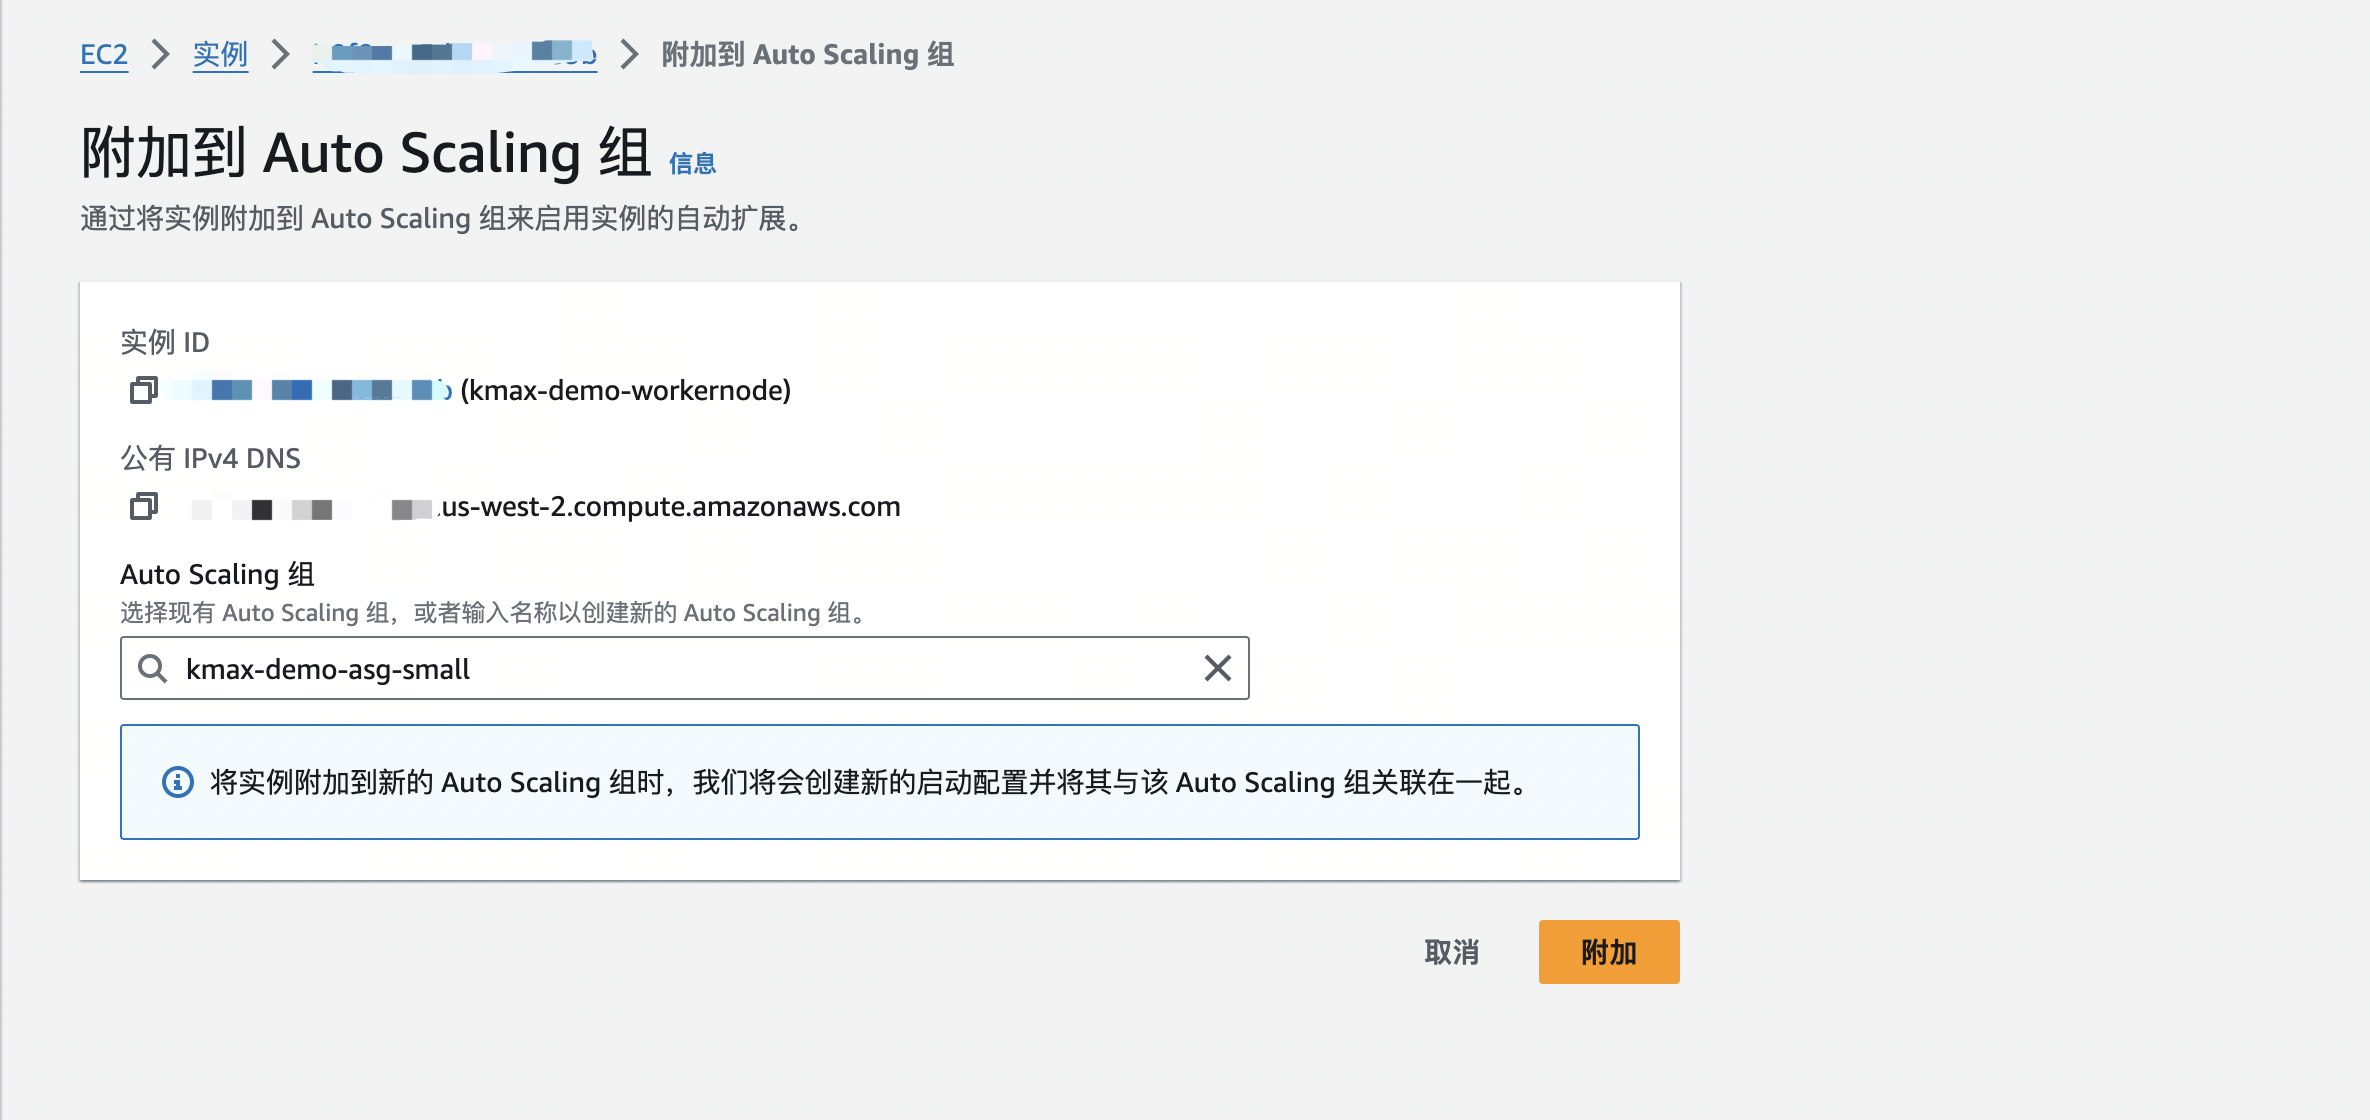 EC2 实例 附加到 Auto Scaling 组
附加到 Auto Scaling 组 信息
通过将实例附加到 Auto Scaling 组来启用实例的自动扩展。
实例 ID
(kmax-demo-workernode)
公有 IPv4 DNS
.us-west-2.compute.amazonaws.com
Auto Scaling 组
选择现有 Auto Scaling 组，或者输入名称以创建新的 Auto Scaling 组。
kmax-demo-asg-small
将实例附加到新的 Auto Scaling 组时，我们将会创建新的启动配置并将其与该 Auto Scaling 组关联在一起。
取消 附加